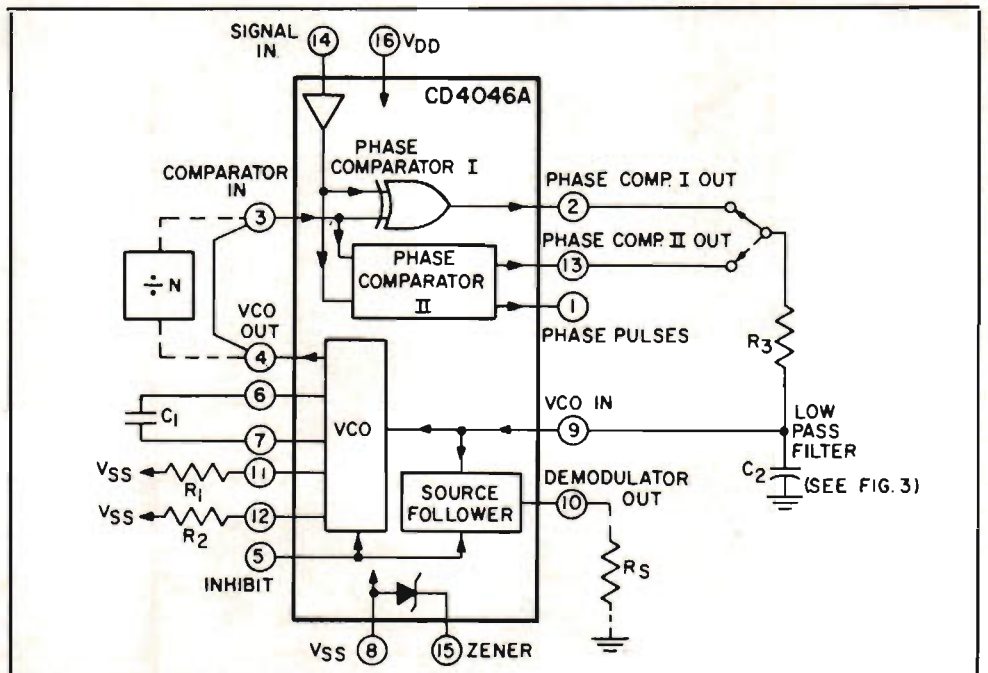 SIGNAL IN
14
16 VDD
CD4046A
PHASE COMPARATOR I
COMPARATOR IN
3
PHASE COMP. I OUT
2
PHASE COMP. II OUT
13
PHASE COMPARATOR II
1
PHASE PULSES
÷ N
VCO OUT
4
R3
6
C1
7
VCO
VCO IN
9
LOW PASS FILTER
C2
(SEE FIG. 3)
VSS
R1
11
SOURCE FOLLOWER
DEMODULATOR OUT
10
VSS
R2
12
5
INHIBIT
RS
VSS 8
15 ZENER